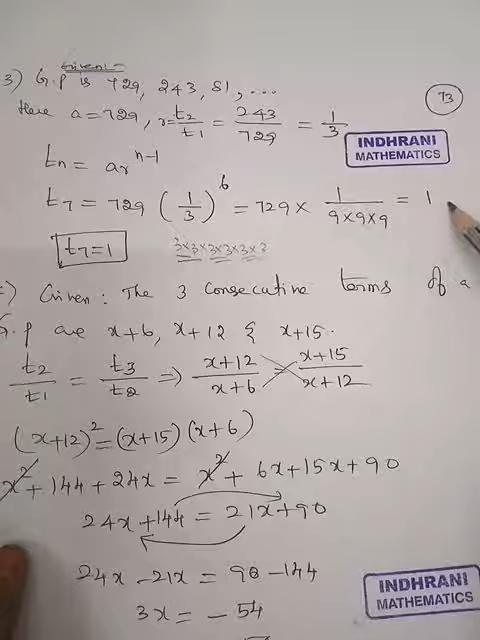 Given:-
3) G.P is 729, 243, 81, ...
73
Here a = 729, r = t2/t1 = 243/729 = 1/3
INDHRANI
MATHEMATICS
tn = ar^n-1
t7 = 729 (1/3)^6 = 729 × 1/9×9×9 = 1
t7 = 1
3×3×3×3×3×3
Given: The 3 Consecutive terms of a
G.P are x+6, x+12 & x+15.
t2/t1 = t3/t2 ⇒ x+12/x+6 = x+15/x+12
(x+12)^2 = (x+15)(x+6)
x^2 + 144 + 24x = x^2 + 6x + 15x + 90
24x + 144 = 21x + 90
24x - 21x = 90 - 144
3x = - 54
INDHRANI
MATHEMATICS